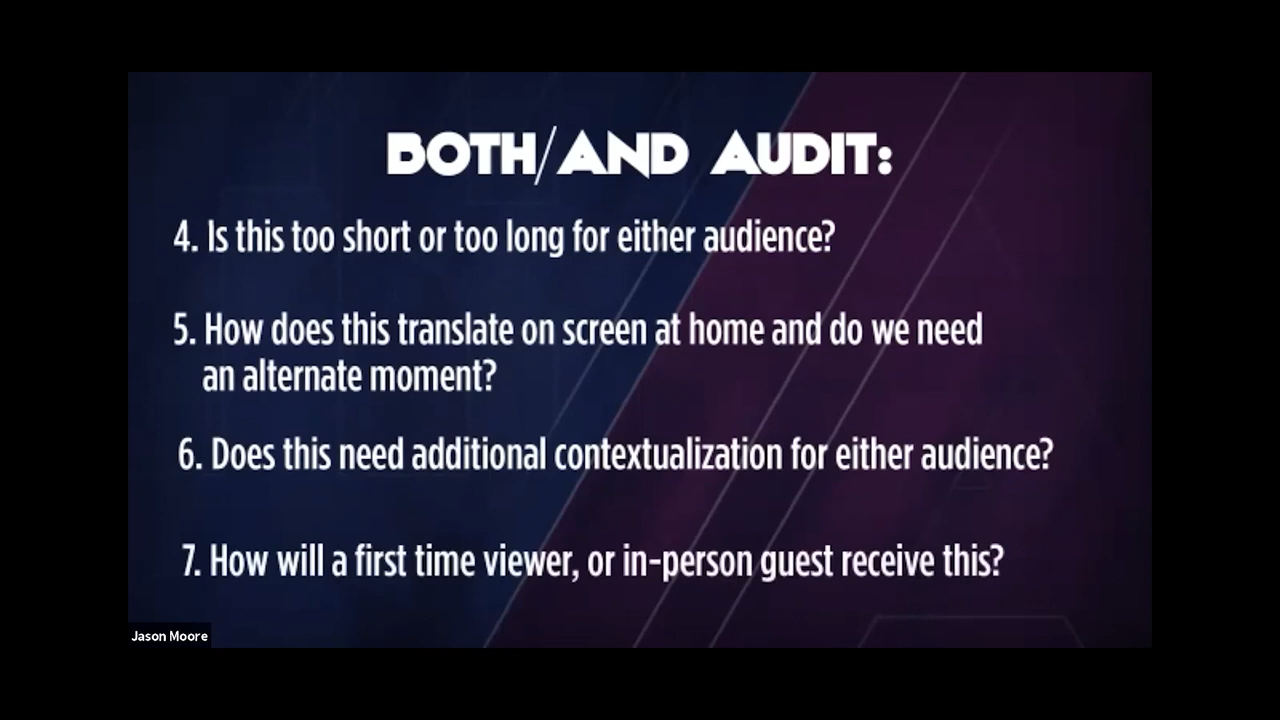 BOTH/AND AUDIT:
4. Is this too short or too long for either audience?
5. How does this translate on screen at home and do we need
an alternate moment?
6. Does this need additional contextualization for either audience?
7. How will a first time viewer, or in-person guest receive this?
Jason Moore